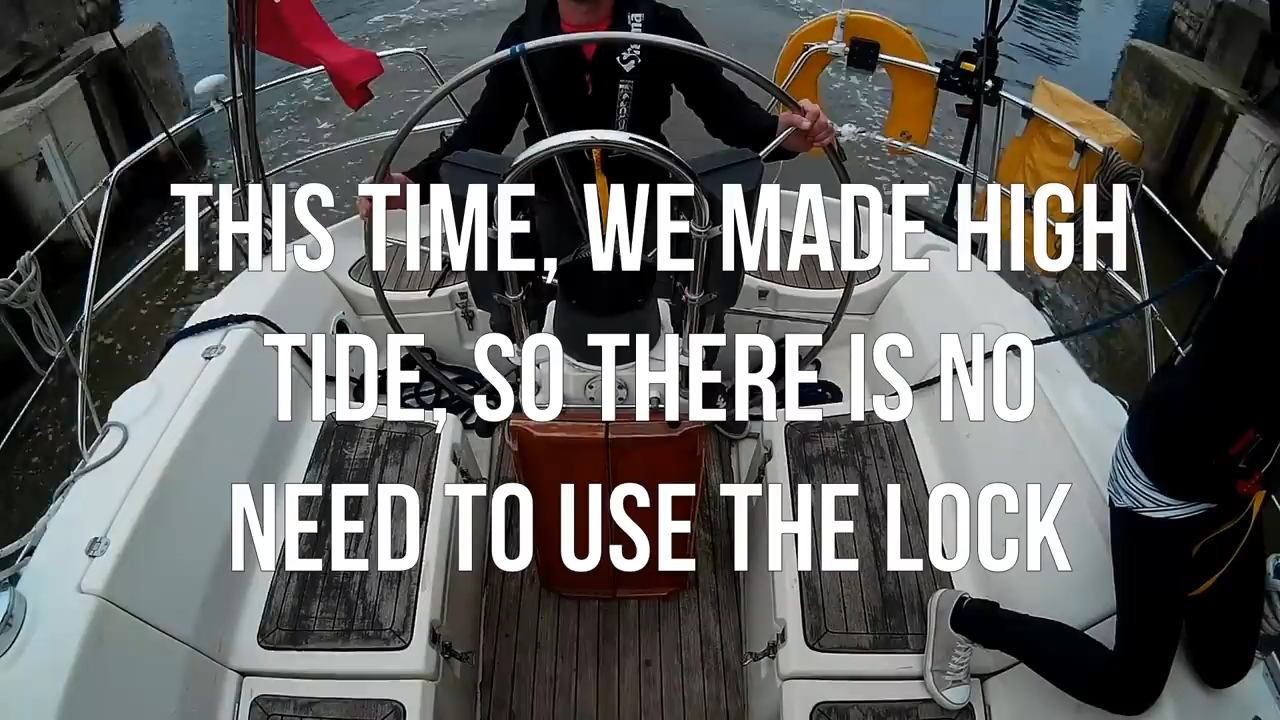 THIS TIME, WE MADE HIGH
TIDE, SO THERE IS NO
NEED TO USE THE LOCK